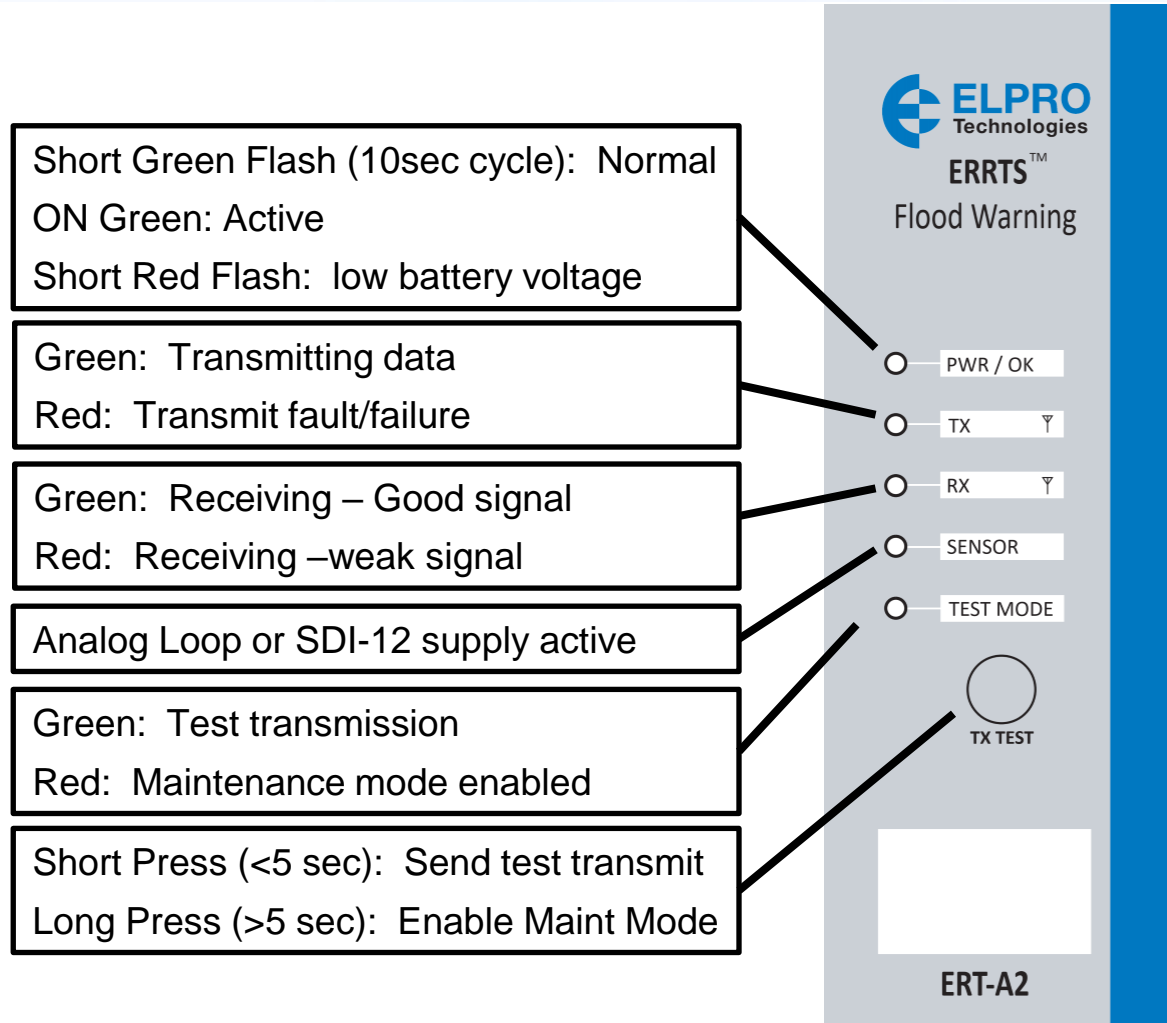 Short Green Flash (10sec cycle):  Normal
ON Green: Active
Short Red Flash:  low battery voltage
Green:  Transmitting data
Red:  Transmit fault/failure
Green:  Receiving – Good signal
Red:  Receiving –weak signal
Analog Loop or SDI-12 supply active
Green:  Test transmission
Red:  Maintenance mode enabled
Short Press (<5 sec):  Send test transmit
Long Press (>5 sec):  Enable Maint Mode
ELPRO
Technologies
ERRTS™
Flood Warning
PWR / OK
TX
RX
SENSOR
TEST MODE
TX TEST
ERT-A2